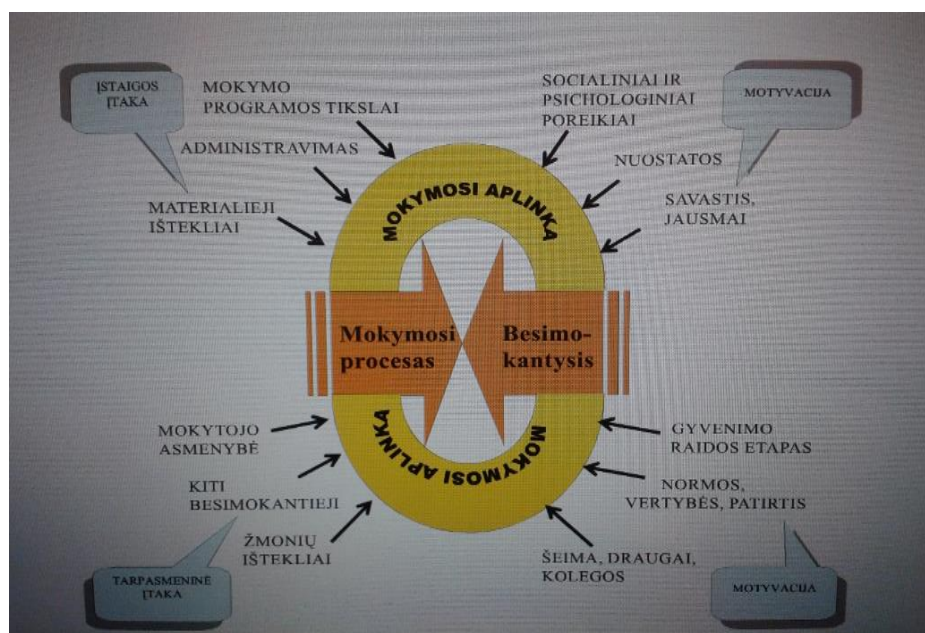 ĮSTAIGOS
ĮTAKA
MOKYMO
PROGRAMOS TIKSLAI
ADMINISTRAVIMAS
MATERIALIEJI
IŠTEKLIAI
SOCIALINIAI IR
PSICHOLOGINIAI
POREIKIAI
MOTYVACIJA
NUOSTATOS
SAVASTIS,
JAUSMAI
MOKYMOSI APLINKA
Mokymosi
procesas
Besimo-
kantysis
MOKYMOSI APLINKA
MOKYTOJO
ASMENYBĖ
KITI
BESIMOKANTIEJI
ŽMONIŲ
IŠTEKLIAI
TARPASMENINĖ
ĮTAKA
GYVENIMO
RAIDOS ETAPAS
NORMOS,
VERTYBĖS, PATIRTIS
ŠEIMA, DRAUGAI,
KOLEGOS
MOTYVACIJA